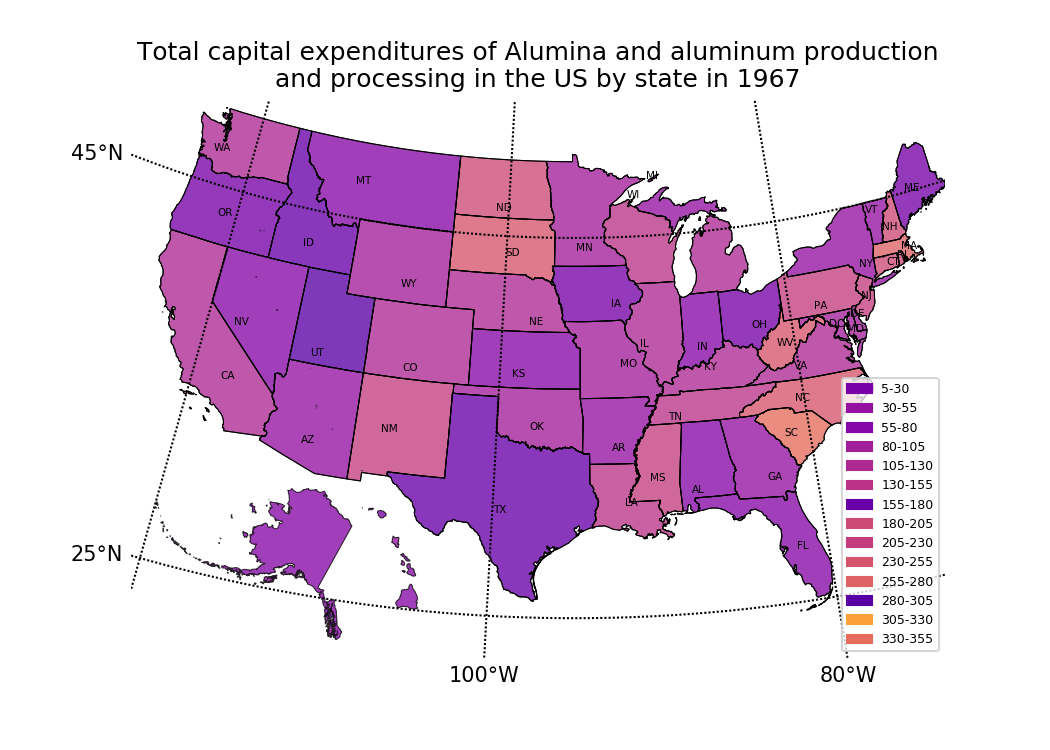 Total capital expenditures of Alumina and aluminum production
and processing in the US by state in 1967
45°N
25°N
100°W
80°W
WA
MT
ND
MI
WI
ME
OR
ID
SD
MN
VT
NH
MA
NY
CT
WY
NV
UT
CO
NE
IA
IL
IN
OH
PA
NJ
DE
DC
MD
WV
VA
CA
KS
MO
KY
NC
TN
SC
AZ
NM
OK
AR
MS
AL
GA
LA
TX
FL
5-30
30-55
55-80
80-105
105-130
130-155
155-180
180-205
205-230
230-255
255-280
280-305
305-330
330-355